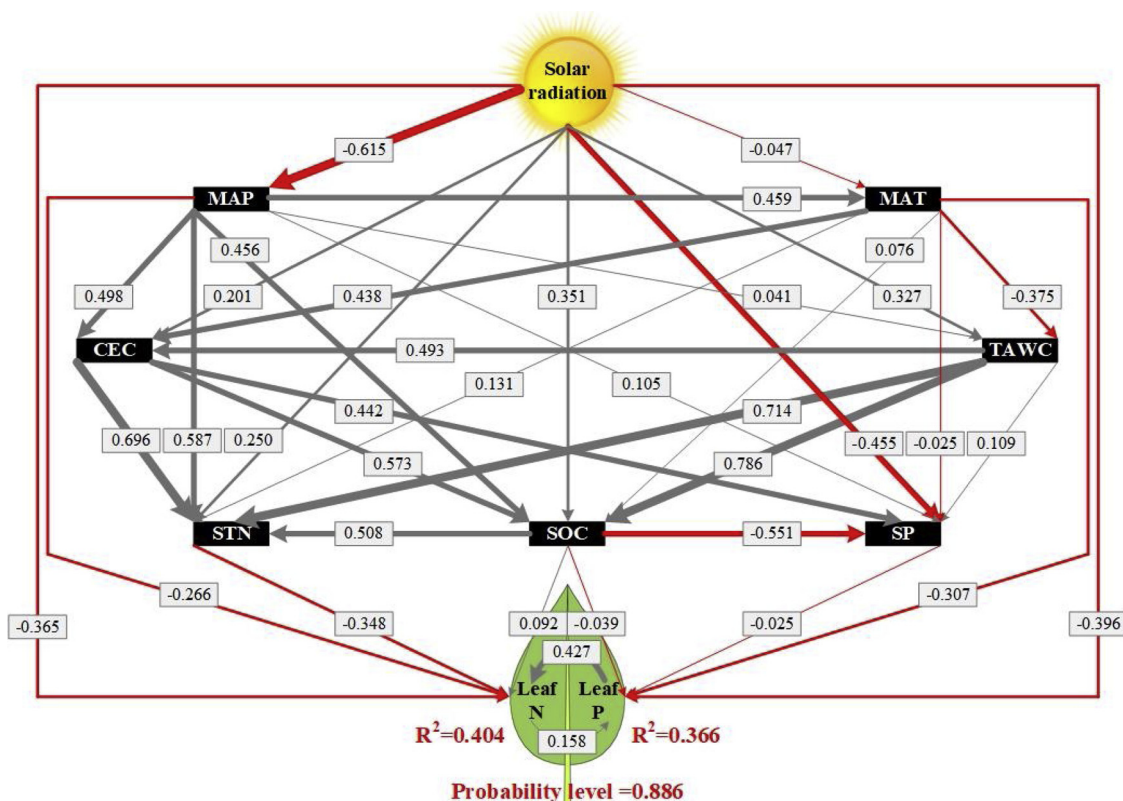 Solar
radiation
-0.615
-0.047
MAP
0.459
MAT
0.456
0.076
0.498
0.201
0.438
0.351
0.041
0.327
-0.375
CEC
0.493
TAWC
0.131
0.105
0.442
0.714
0.696
0.587
0.250
-0.455
-0.025
0.109
0.573
0.786
STN
0.508
SOC
-0.551
SP
-0.266
-0.307
-0.365
-0.348
0.092
-0.039
-0.025
-0.396
0.427
Leaf
N
Leaf
P
R²=0.404
0.158
R²=0.366
Probability level =0.886